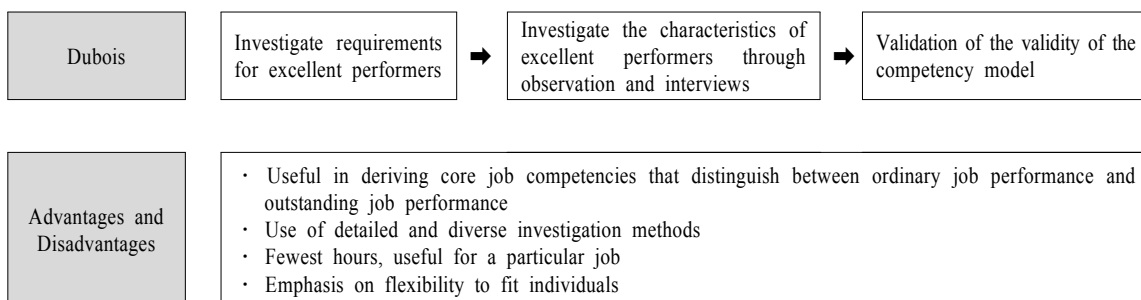 Dubois
Investigate requirements
for excellent performers
Investigate the characteristics of
excellent performers through
observation and interviews
Validation of the validity of the
competency model
Advantages and
Disadvantages
· Useful in deriving core job competencies that distinguish between ordinary job performance and
outstanding job performance
· Use of detailed and diverse investigation methods
· Fewest hours, useful for a particular job
· Emphasis on flexibility to fit individuals